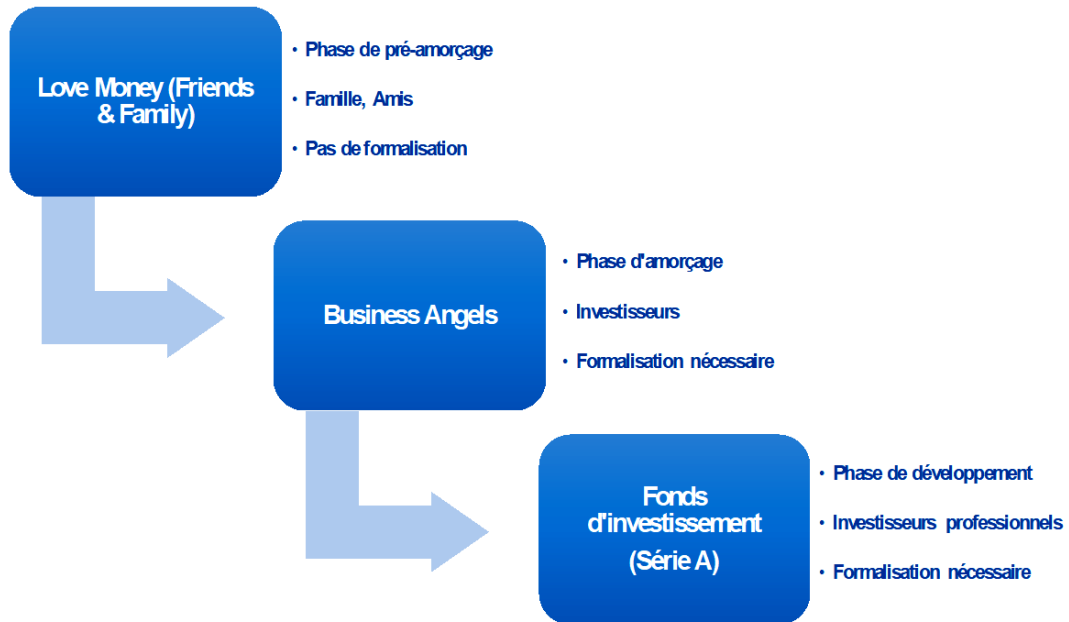 Love Money (Friends
& Family)
• Phase de pré-amorçage
• Famille, Amis
• Pas de formalisation
Business Angels
• Phase d'amorçage
• Investisseurs
• Formalisation nécessaire
Fonds
d'investissement
(Série A)
• Phase de développement
• Investisseurs professionnels
• Formalisation nécessaire